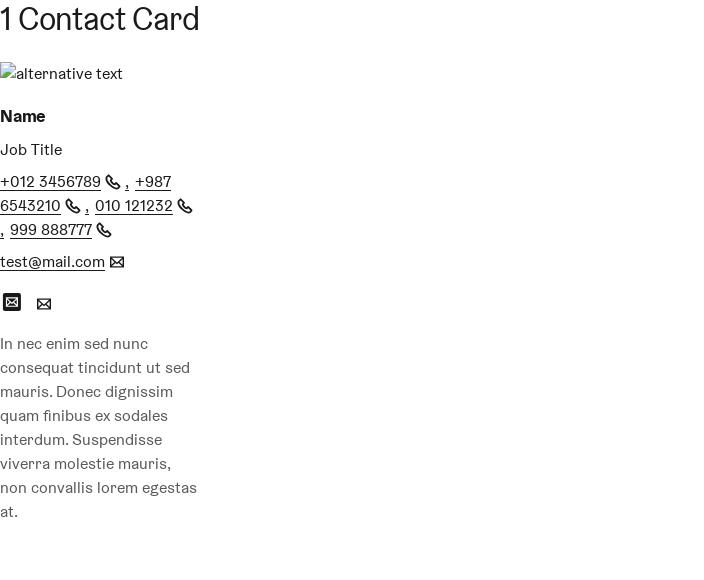 1 Contact Card
alternative text
Name
Job Title
+012 3456789 , +987
6543210 , 010 121232
, 999 888777
test@mail.com
In nec enim sed nunc
consequat tincidunt ut sed
mauris. Donec dignissim
quam finibus ex sodales
interdum. Suspendisse
viverra molestie mauris,
non convallis lorem egestas
at.